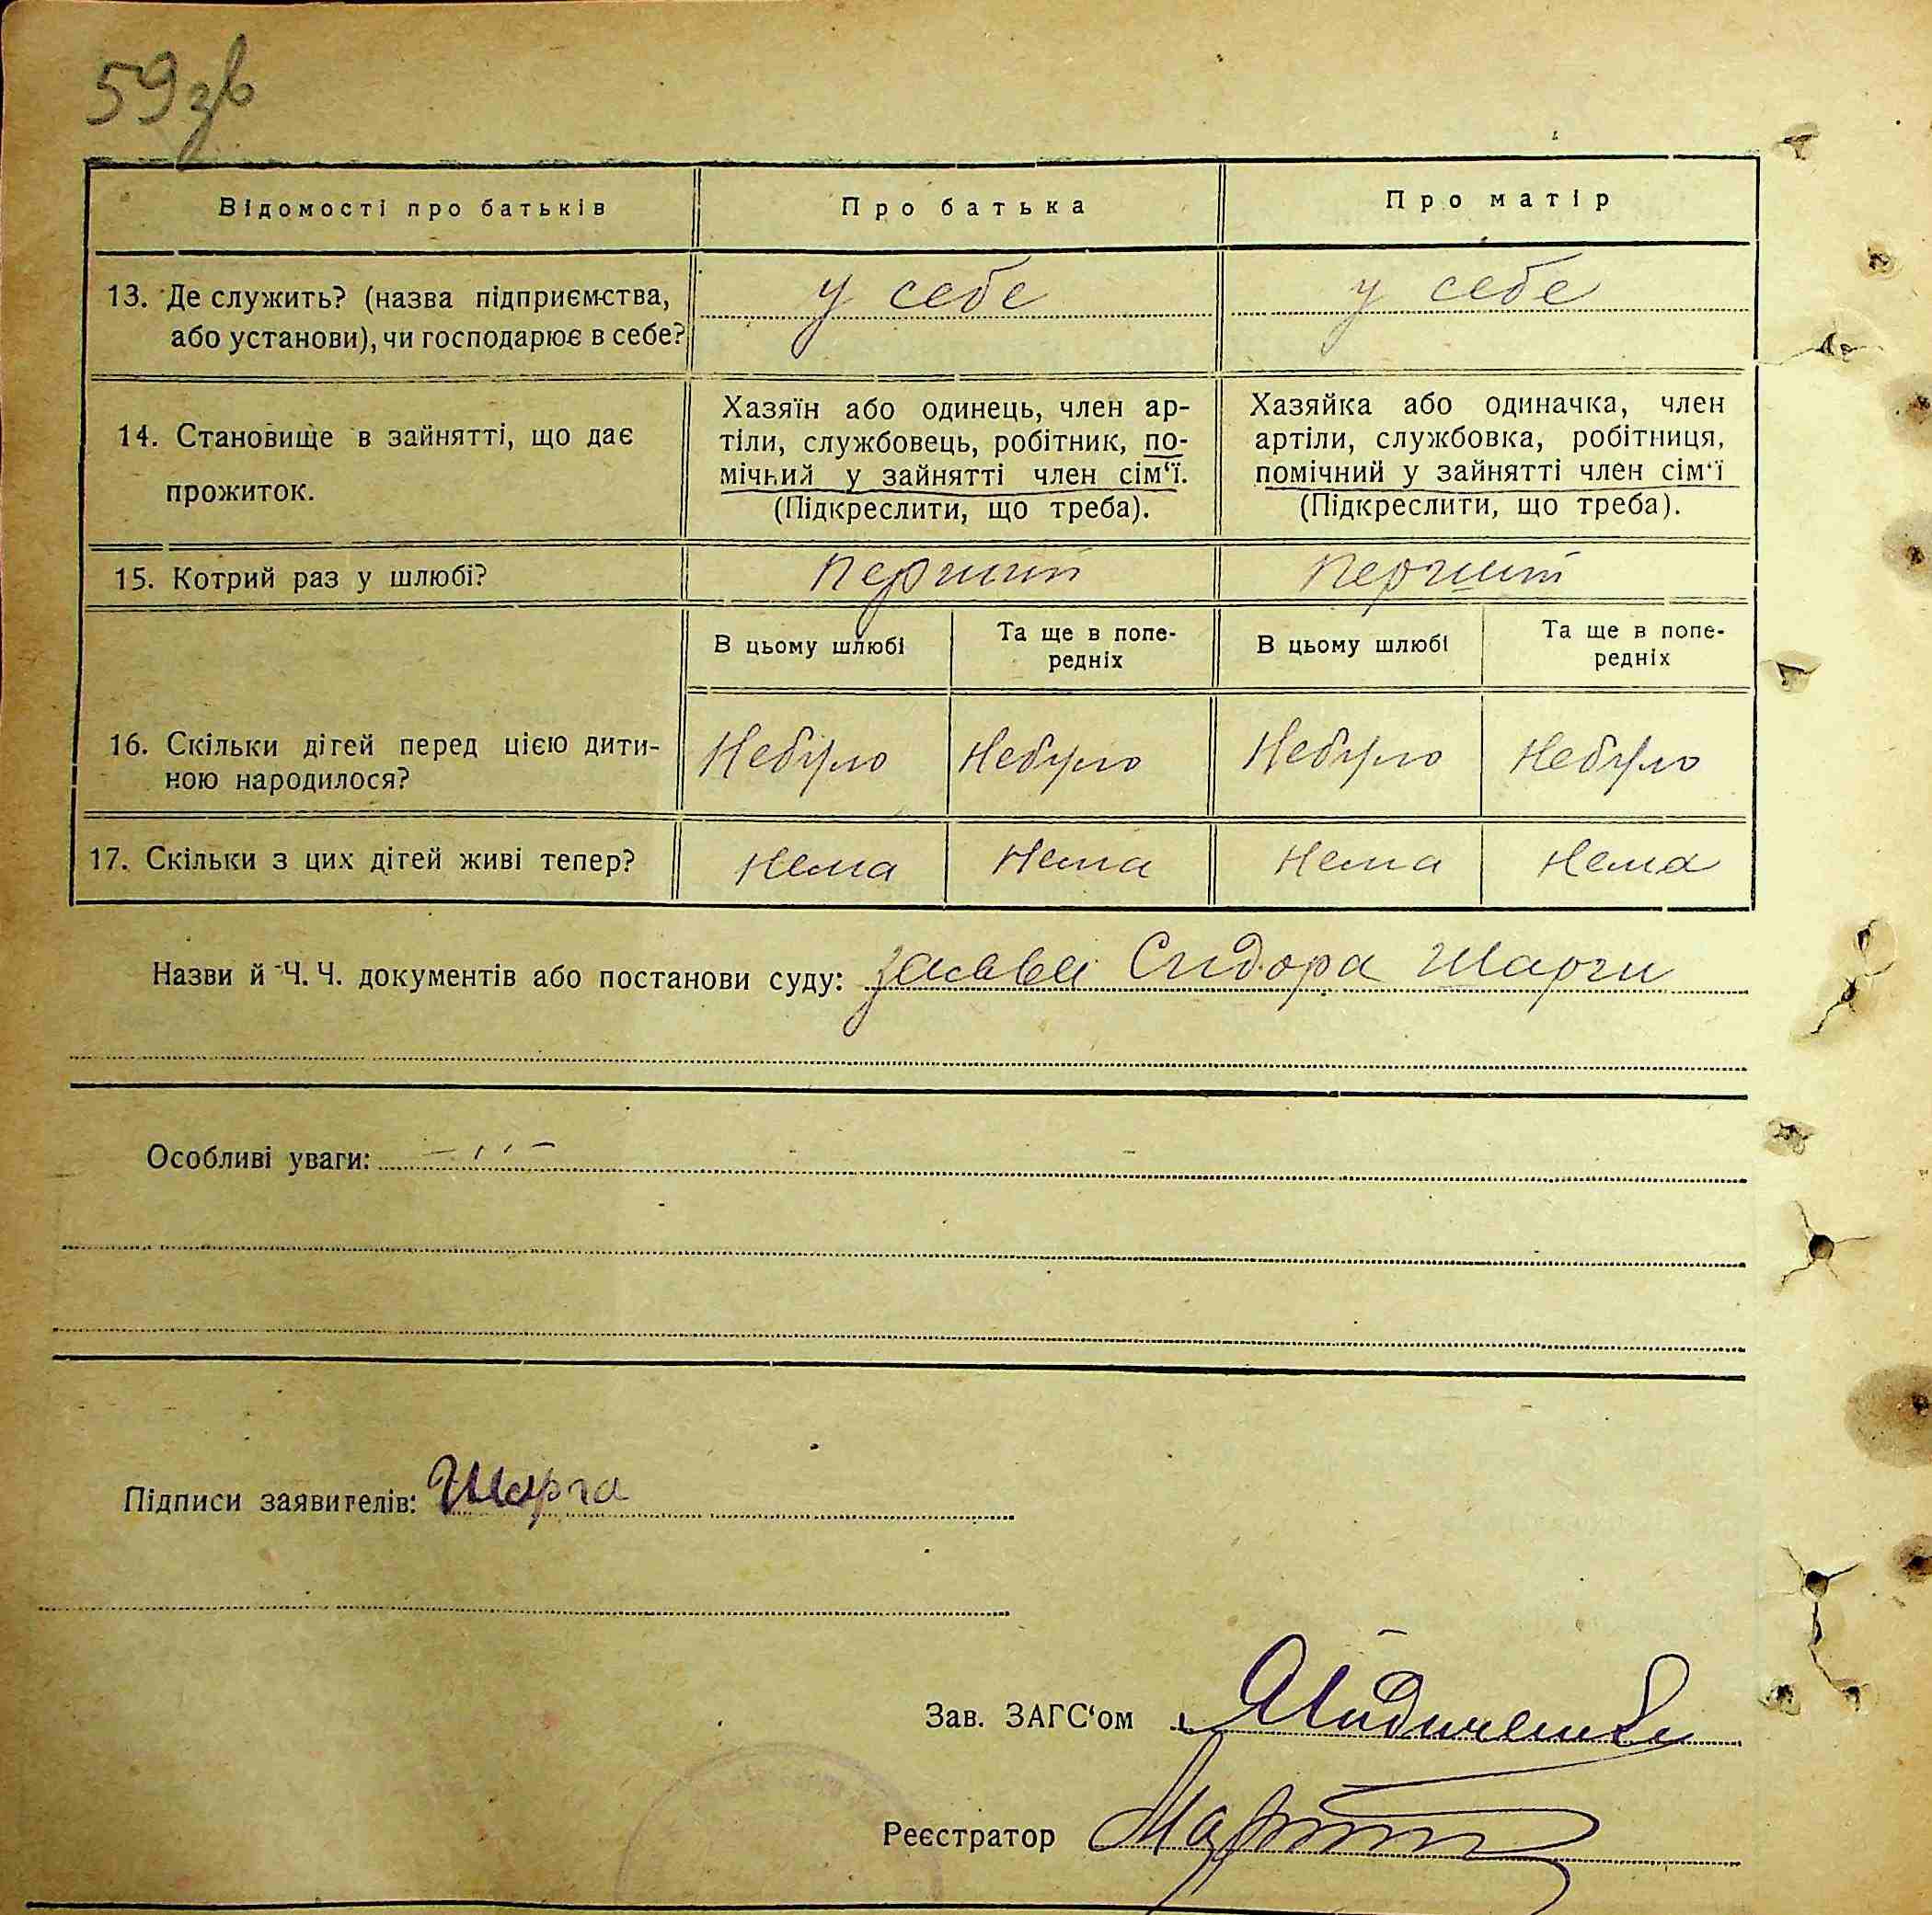 59 зв
Відомості про батьків
Про батька
Про матір
13. Де служить? (назва підприємства,
або установи), чи господарює в себе?
у себе
у себе
14. Становище в зайнятті, що дає
прожиток.
Хазяїн або одинець, член ар-
тіли, службовець, робітник, по-
мічний у зайнятті член сім'ї.
(Підкреслити, що треба).
Хазяйка або одиначка, член
артіли, службовка, робітниця,
помічний у зайнятті член сім'ї
(Підкреслити, що треба).
15. Котрий раз у шлюбі?
Перший
Перший
В цьому шлюбі
Та ще в попе-
редніх
В цьому шлюбі
Та ще в попе-
редніх
16. Скільки дітей перед цією дити-
ною народилося?
Небуло
Небуло
Небуло
Небуло
17. Скільки з цих дітей живі тепер?
Нема
Нема
Нема
Нема
Назви й Ч. Ч. документів або постанови суду: заява Сидора Шарги
Особливі уваги:
Підписи заявителів: Шарга
Зав. ЗАГС'ом
Реєстратор